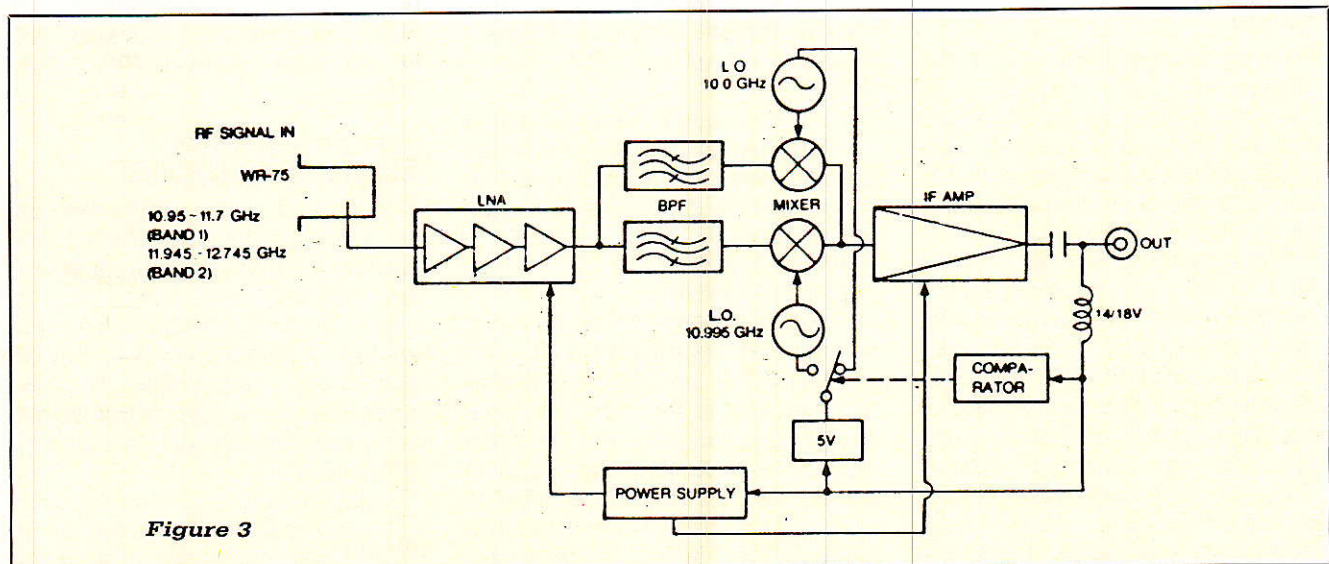 L O
10 0 GHz
RF SIGNAL IN
WR-75
10.95 - 11.7 GHz
(BAND 1)
11.945 - 12.745 GHz
(BAND 2)
LNA
BPF
MIXER
IF AMP
OUT
L.O.
10.995 GHz
14/18V
COMPA-
RATOR
5V
POWER SUPPLY
Figure 3